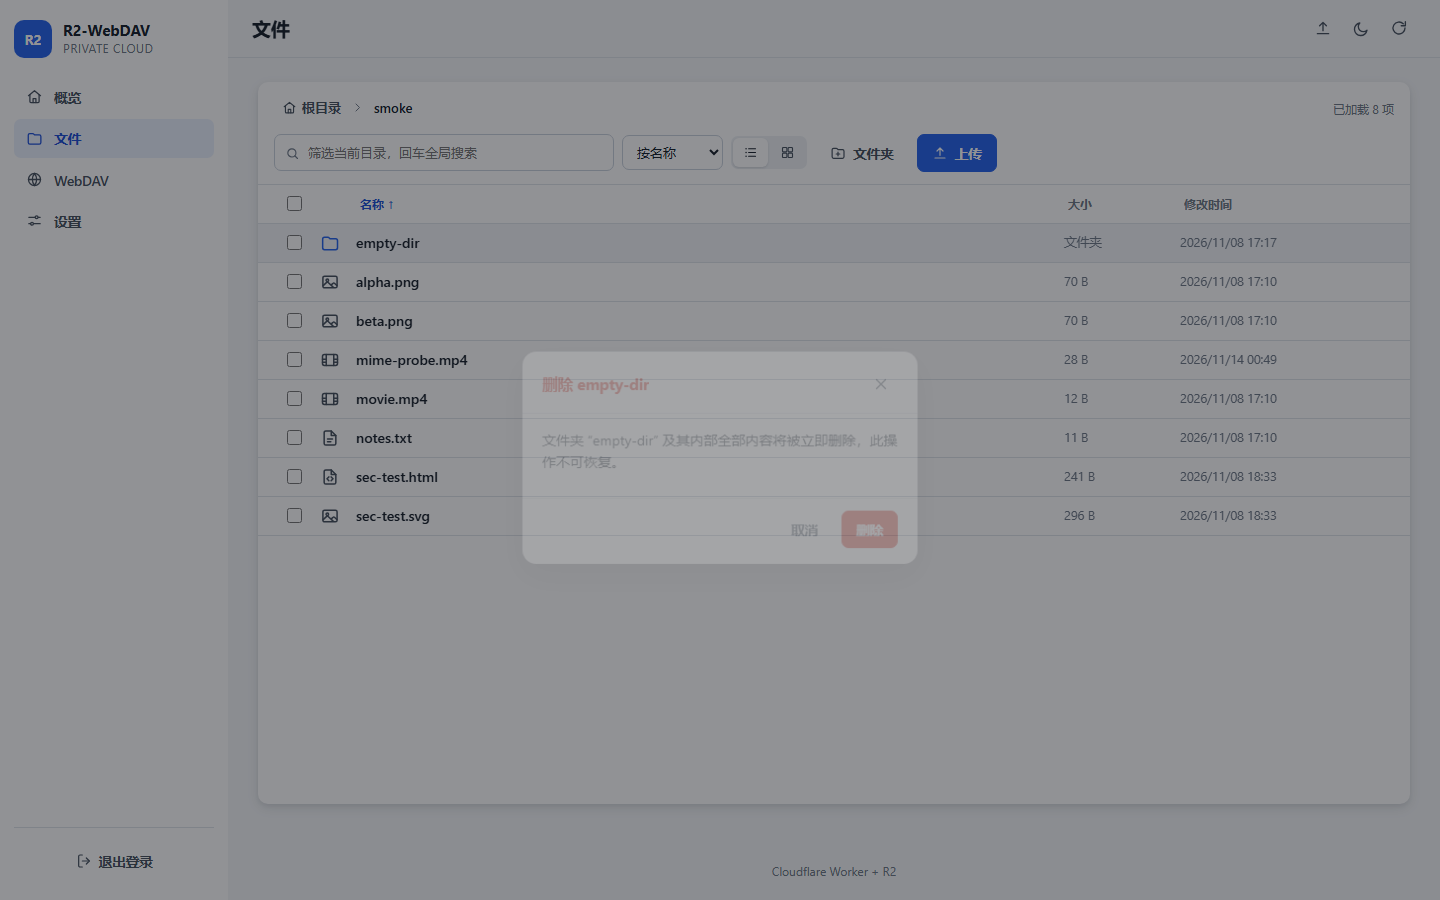 R2
R2-WebDAV
PRIVATE CLOUD
概览
文件
WebDAV
设置
退出登录
文件
根目录 > smoke
已加载 8 项
筛选当前目录，回车全局搜索
按名称
文件夹
上传
名称 ↑ 大小 修改时间
empty-dir 文件夹 2026/11/08 17:17
alpha.png 70 B 2026/11/08 17:10
beta.png 70 B 2026/11/08 17:10
mime-probe.mp4 28 B 2026/11/14 00:49
movie.mp4 12 B 2026/11/08 17:10
notes.txt 11 B 2026/11/08 17:10
sec-test.html 241 B 2026/11/08 18:33
sec-test.svg 296 B 2026/11/08 18:33
删除 empty-dir
文件夹 "empty-dir" 及其内部全部内容将被立即删除，此操
作不可恢复。
取消
删除
Cloudflare Worker + R2